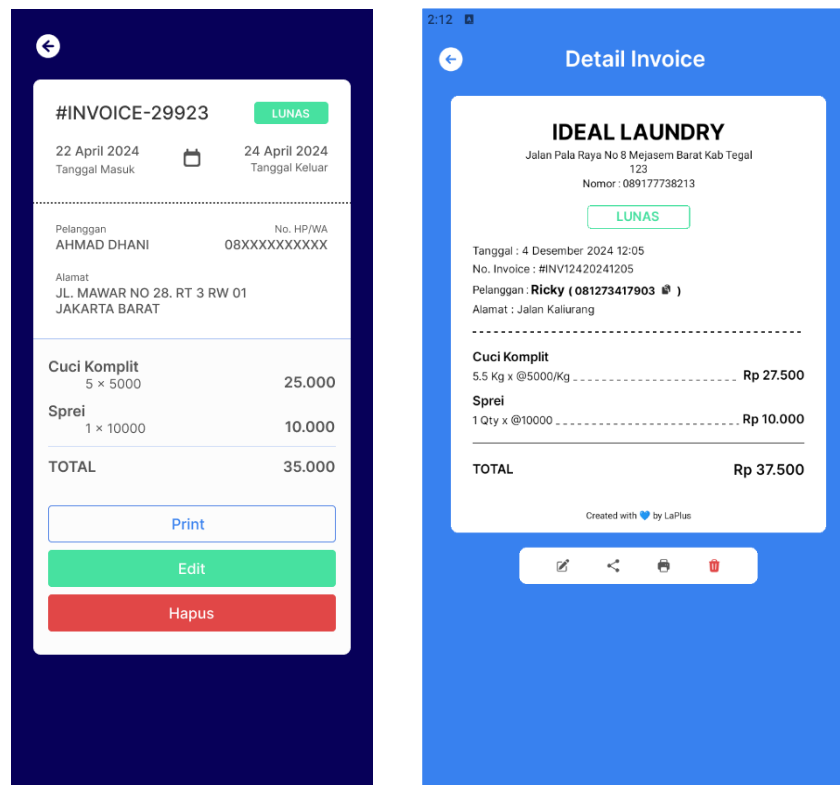 #INVOICE-29923 LUNAS
22 April 2024 24 April 2024
Tanggal Masuk Tanggal Keluar
Pelanggan No. HP/WA
AHMAD DHANI 08XXXXXXXXXX
Alamat
JL. MAWAR NO 28. RT 3 RW 01
JAKARTA BARAT
Cuci Komplit
5 × 5000 25.000
Sprei
1 × 10000 10.000
TOTAL 35.000
Print
Edit
Hapus
2:12 A
Detail Invoice
IDEAL LAUNDRY
Jalan Pala Raya No 8 Mejasem Barat Kab Tegal
123
Nomor : 089177738213
LUNAS
Tanggal : 4 Desember 2024 12:05
No. Invoice : #INV12420241205
Pelanggan : Ricky ( 081273417903 )
Alamat : Jalan Kaliurang
Cuci Komplit
5.5 Kg x @5000/Kg Rp 27.500
Sprei
1 Qty x @10000 Rp 10.000
TOTAL Rp 37.500
Created with 💙 by LaPlus